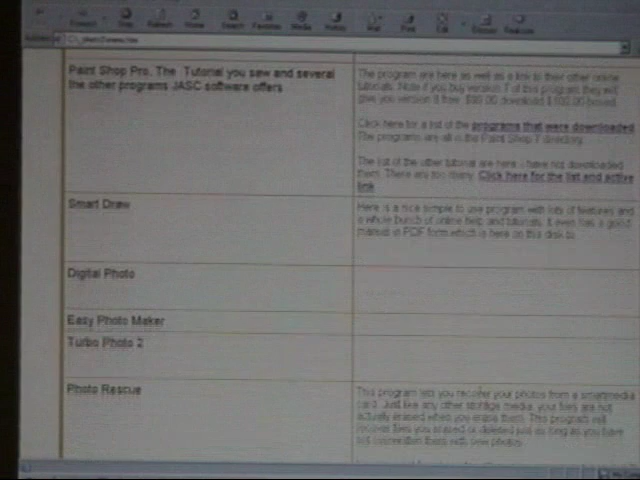 Search
Favorites
Media
History
Mail
Print
Edit
Discuss
Paint Shop Pro. The Tutorial you saw and several
the other programs JASC software offers
The program are here as well as a link to their other online
tutorials. Note if you buy version 7 of this program they will
give you version 8 free. $99.00 download $ 109.00 boxed.
Click here for a list of the programs that were downloaded
The programs are all in the Paint Shop 7 directory.
The list of the other tutorial are here - have not downloaded
them. There are too many. Click here for the list and active
link
Smart Draw
Here is a nice simple to use program with lots of features and
a whole bunch of online help and tutorials. It even has a good
manual in PDF form which is here on this disk to.
Digital Photo
Easy Photo Maker
Turbo Photo 2
Photo Rescue
This program lets you recover your photos from a smartmedia
card. Just like any other storage media, your files are not
actually erased when you erase them. This program will
recover files you erased or deleted just as long as you have
not overwritten them with new photos.